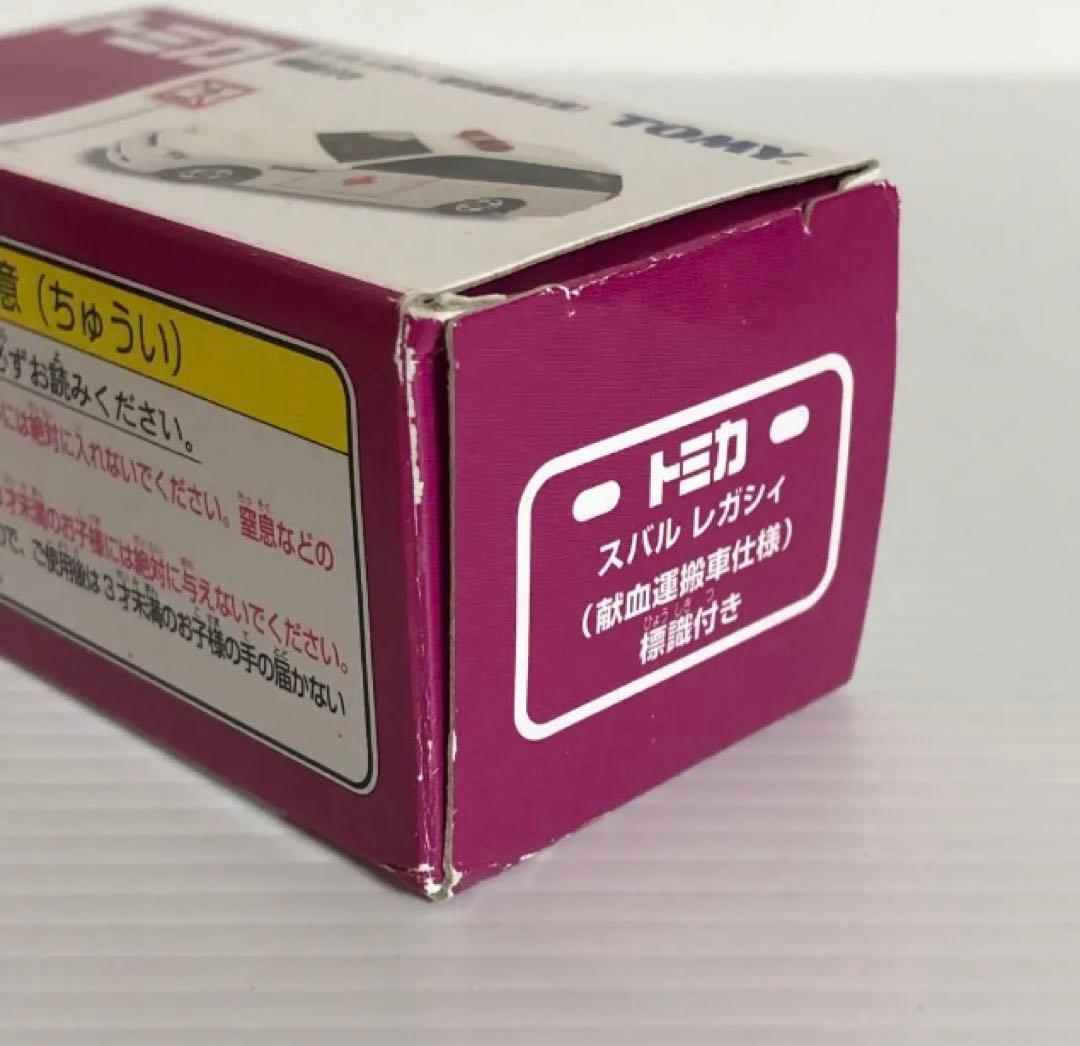 トミカ
TOMY
意（ちゅうい）
ずお読みください。
には絶対に入れないでください。窒息などの
才未満のお子様には絶対に与えないでください。
ので、ご使用後は3才未満のお子様の手の届かない
トミカ
スバル レガシィ
（献血運搬車仕様）
標識付き